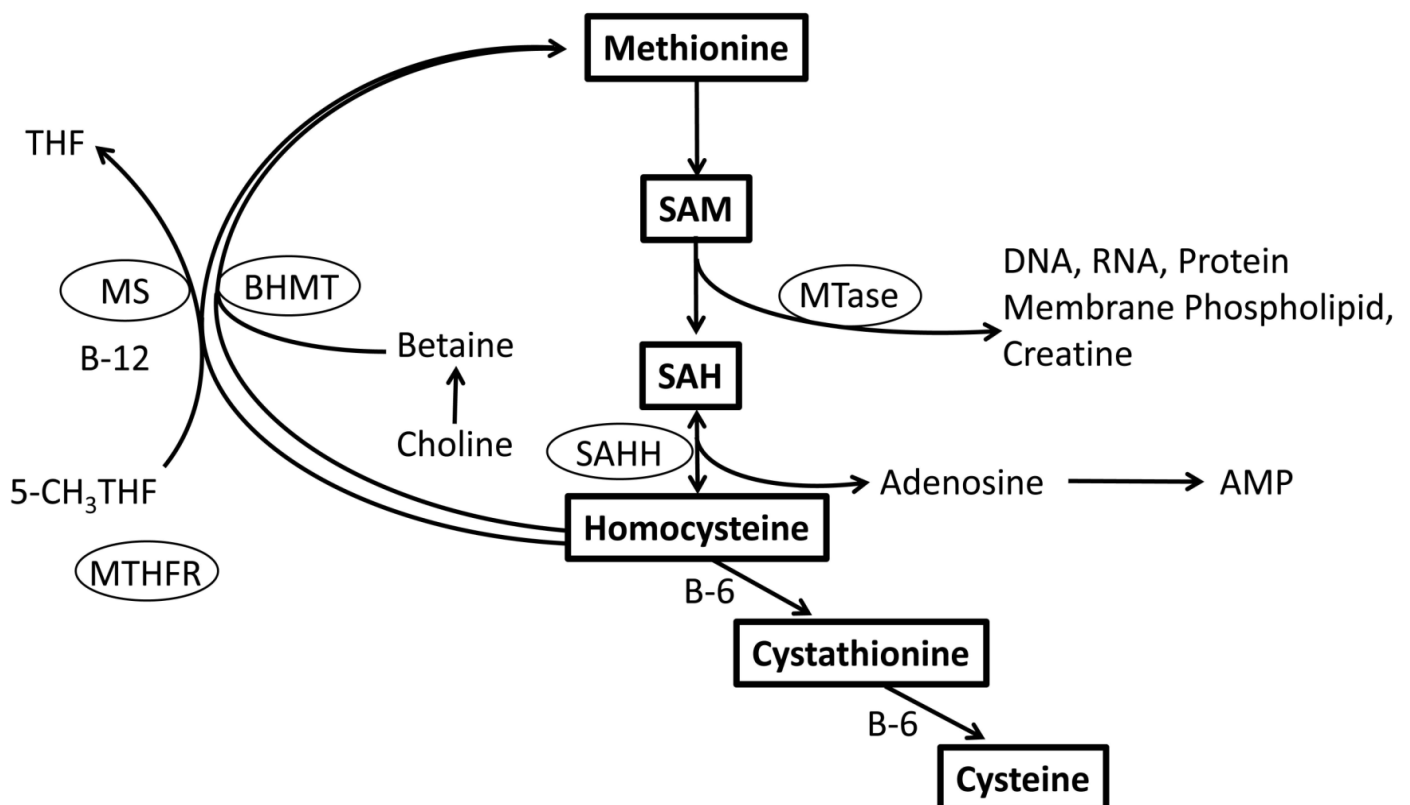 Methionine
THF
SAM
MS
BHMT
MTase
DNA, RNA, Protein
Membrane Phospholipid,
Creatine
B-12
Betaine
SAH
Choline
SAHH
5-CH₃THF
Adenosine
AMP
Homocysteine
MTHFR
B-6
Cystathionine
B-6
Cysteine